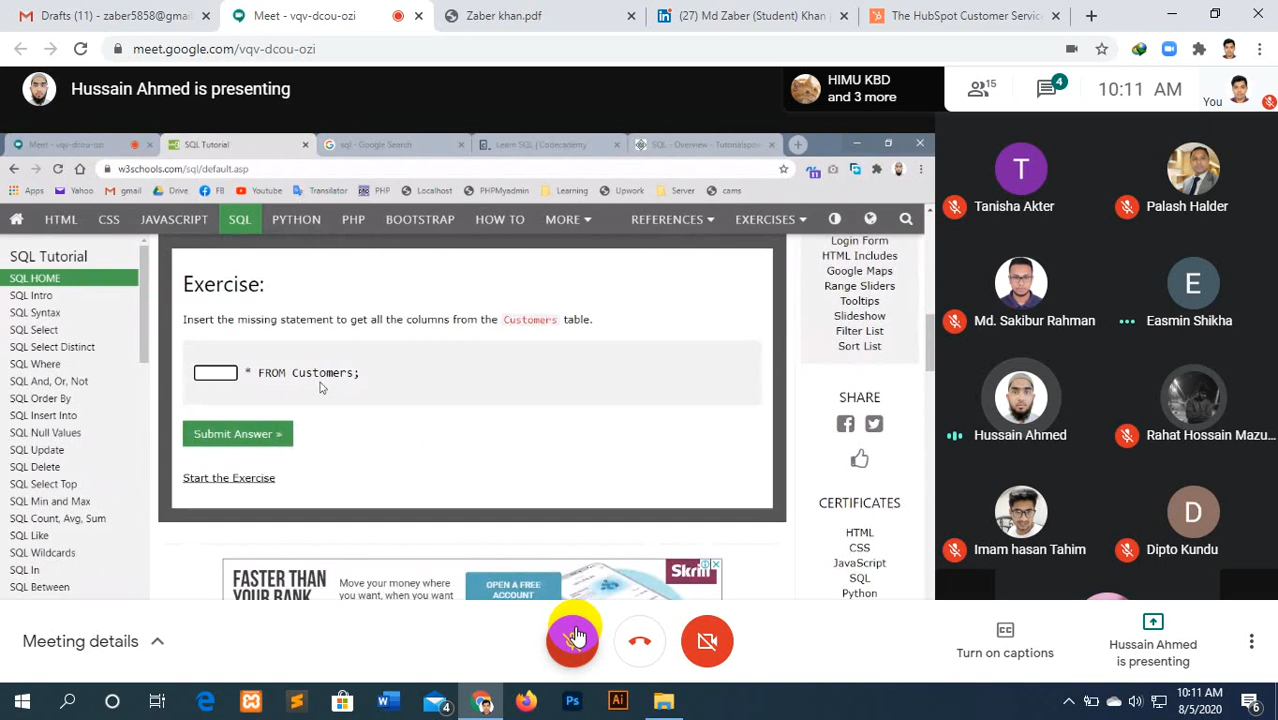 Drafts (11) - zaber5858@gmail
Meet - vqv-dcou-ozi
Zaber khan.pdf
(27) Md Zaber (Student) Khan |
The HubSpot Customer Servic
meet.google.com/vqv-dcou-ozi
Hussain Ahmed is presenting
HIMU KBD
and 3 more
15
4
10:11 AM
You
Meet - vqv-dcou-ozi
SQL Tutorial
sql - Google Search
Learn SQL | Codecademy
SQL - Overview - Tutorialspo
w3schools.com/sql/default.asp
Apps
Yahoo
gmail
Drive
FB
Youtube
Translator
PHP
Localhost
PHPMyadmin
Learning
Upwork
Server
cams
HTML
CSS
JAVASCRIPT
SQL
PYTHON
PHP
BOOTSTRAP
HOW TO
MORE
REFERENCES
EXERCISES
SQL Tutorial
SQL HOME
SQL Intro
SQL Syntax
SQL Select
SQL Select Distinct
SQL Where
SQL And, Or, Not
SQL Order By
SQL Insert Into
SQL Null Values
SQL Update
SQL Delete
SQL Select Top
SQL Min and Max
SQL Count, Avg, Sum
SQL Like
SQL Wildcards
SQL In
SQL Between
Exercise:
Insert the missing statement to get all the columns from the Customers table.
* FROM Customers;
Submit Answer »
Start the Exercise
FASTER THAN
YOUR RANK
Move your money where
you want, when you want
OPEN A FREE
ACCOUNT
Skrill
Login Form
HTML Includes
Google Maps
Range Sliders
Tooltips
Slideshow
Filter List
Sort List
SHARE
CERTIFICATES
HTML
CSS
JavaScript
SQL
Python
T
Tanisha Akter
Palash Halder
Md. Sakibur Rahman
E
Easmin Shikha
Hussain Ahmed
Rahat Hossain Mazu...
Imam hasan Tahim
D
Dipto Kundu
Meeting details
Turn on captions
Hussain Ahmed
is presenting
4
10:11 AM
8/5/2020
6